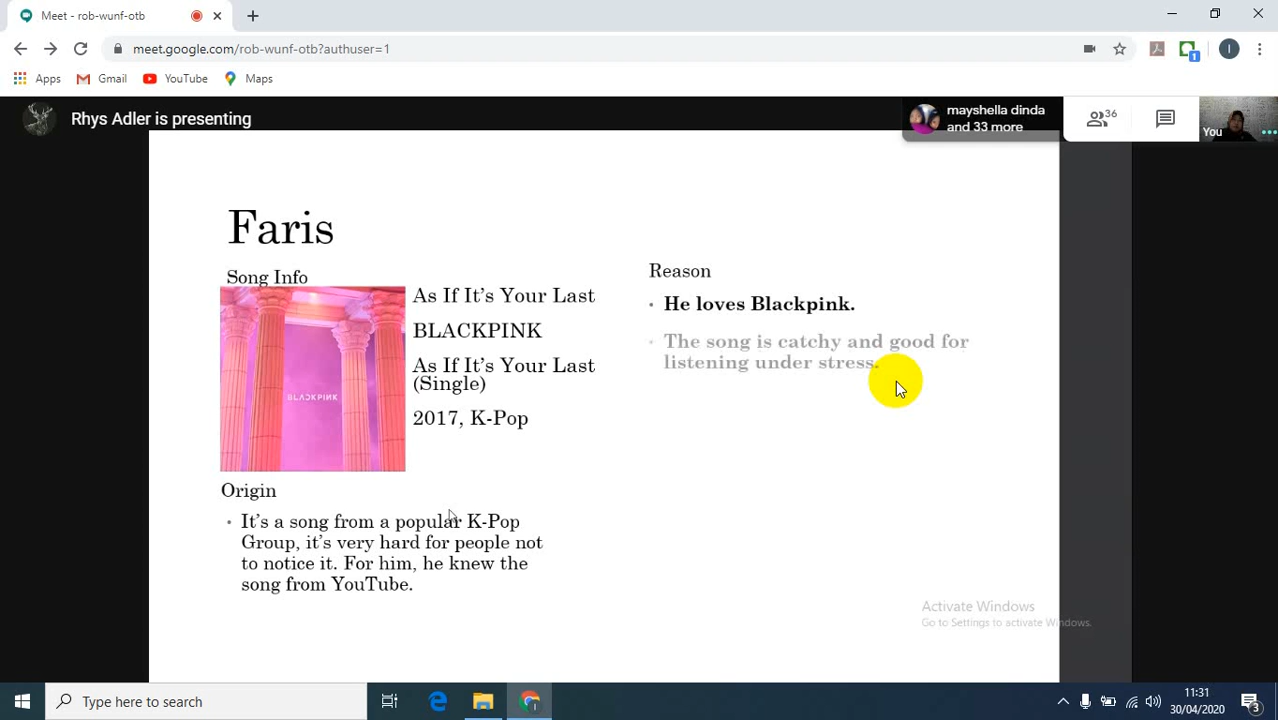 Meet - rob-wunf-otb
meet.google.com/rob-wunf-otb?authuser=1
1
I
Apps
Gmail
YouTube
Maps
Rhys Adler is presenting
mayshella dinda
and 33 more
36
You
Faris
Song Info
BLACKPINK
As If It's Your Last
BLACKPINK
As If It's Your Last
(Single)
2017, K-Pop
Origin
• It's a song from a popular K-Pop
Group, it's very hard for people not
to notice it. For him, he knew the
song from YouTube.
Reason
• He loves Blackpink.
• The song is catchy and good for
listening under stress.
Activate Windows
Go to Settings to activate Windows.
Type here to search
11:31
30/04/2020
3